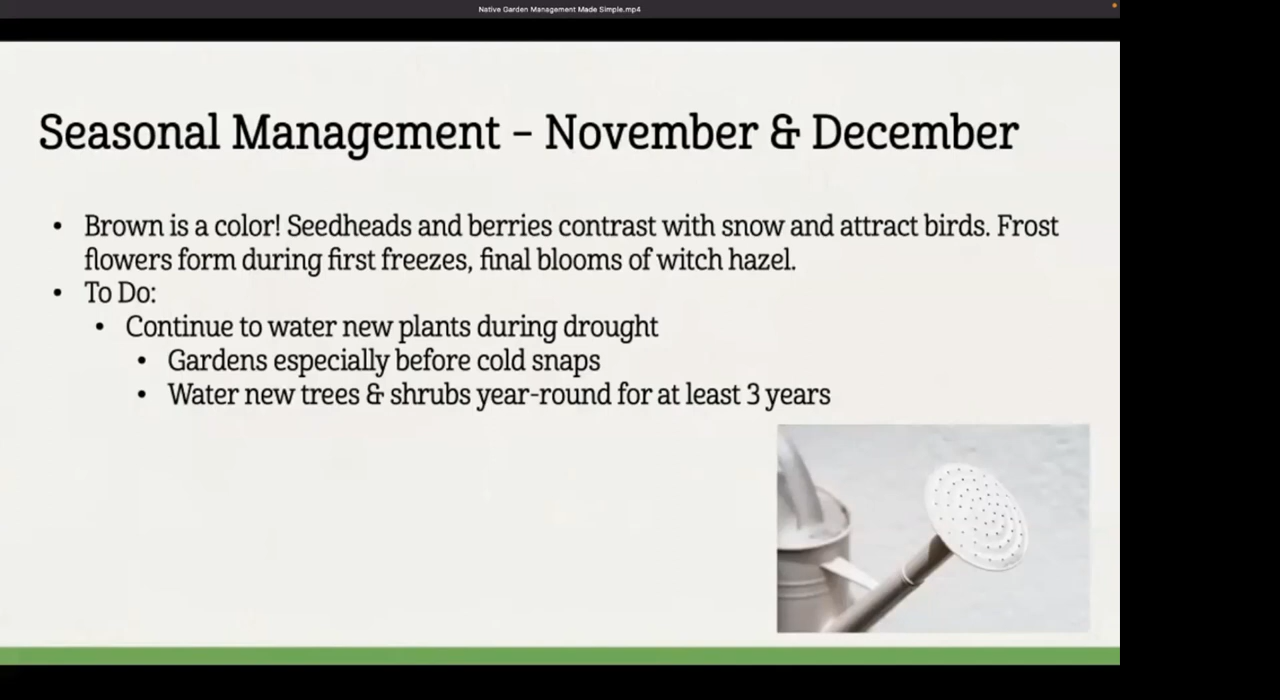 Native Garden Management Made Simple.mp4
Seasonal Management – November & December
• Brown is a color! Seedheads and berries contrast with snow and attract birds. Frost
flowers form during first freezes, final blooms of witch hazel.
• To Do:
• Continue to water new plants during drought
• Gardens especially before cold snaps
• Water new trees & shrubs year-round for at least 3 years